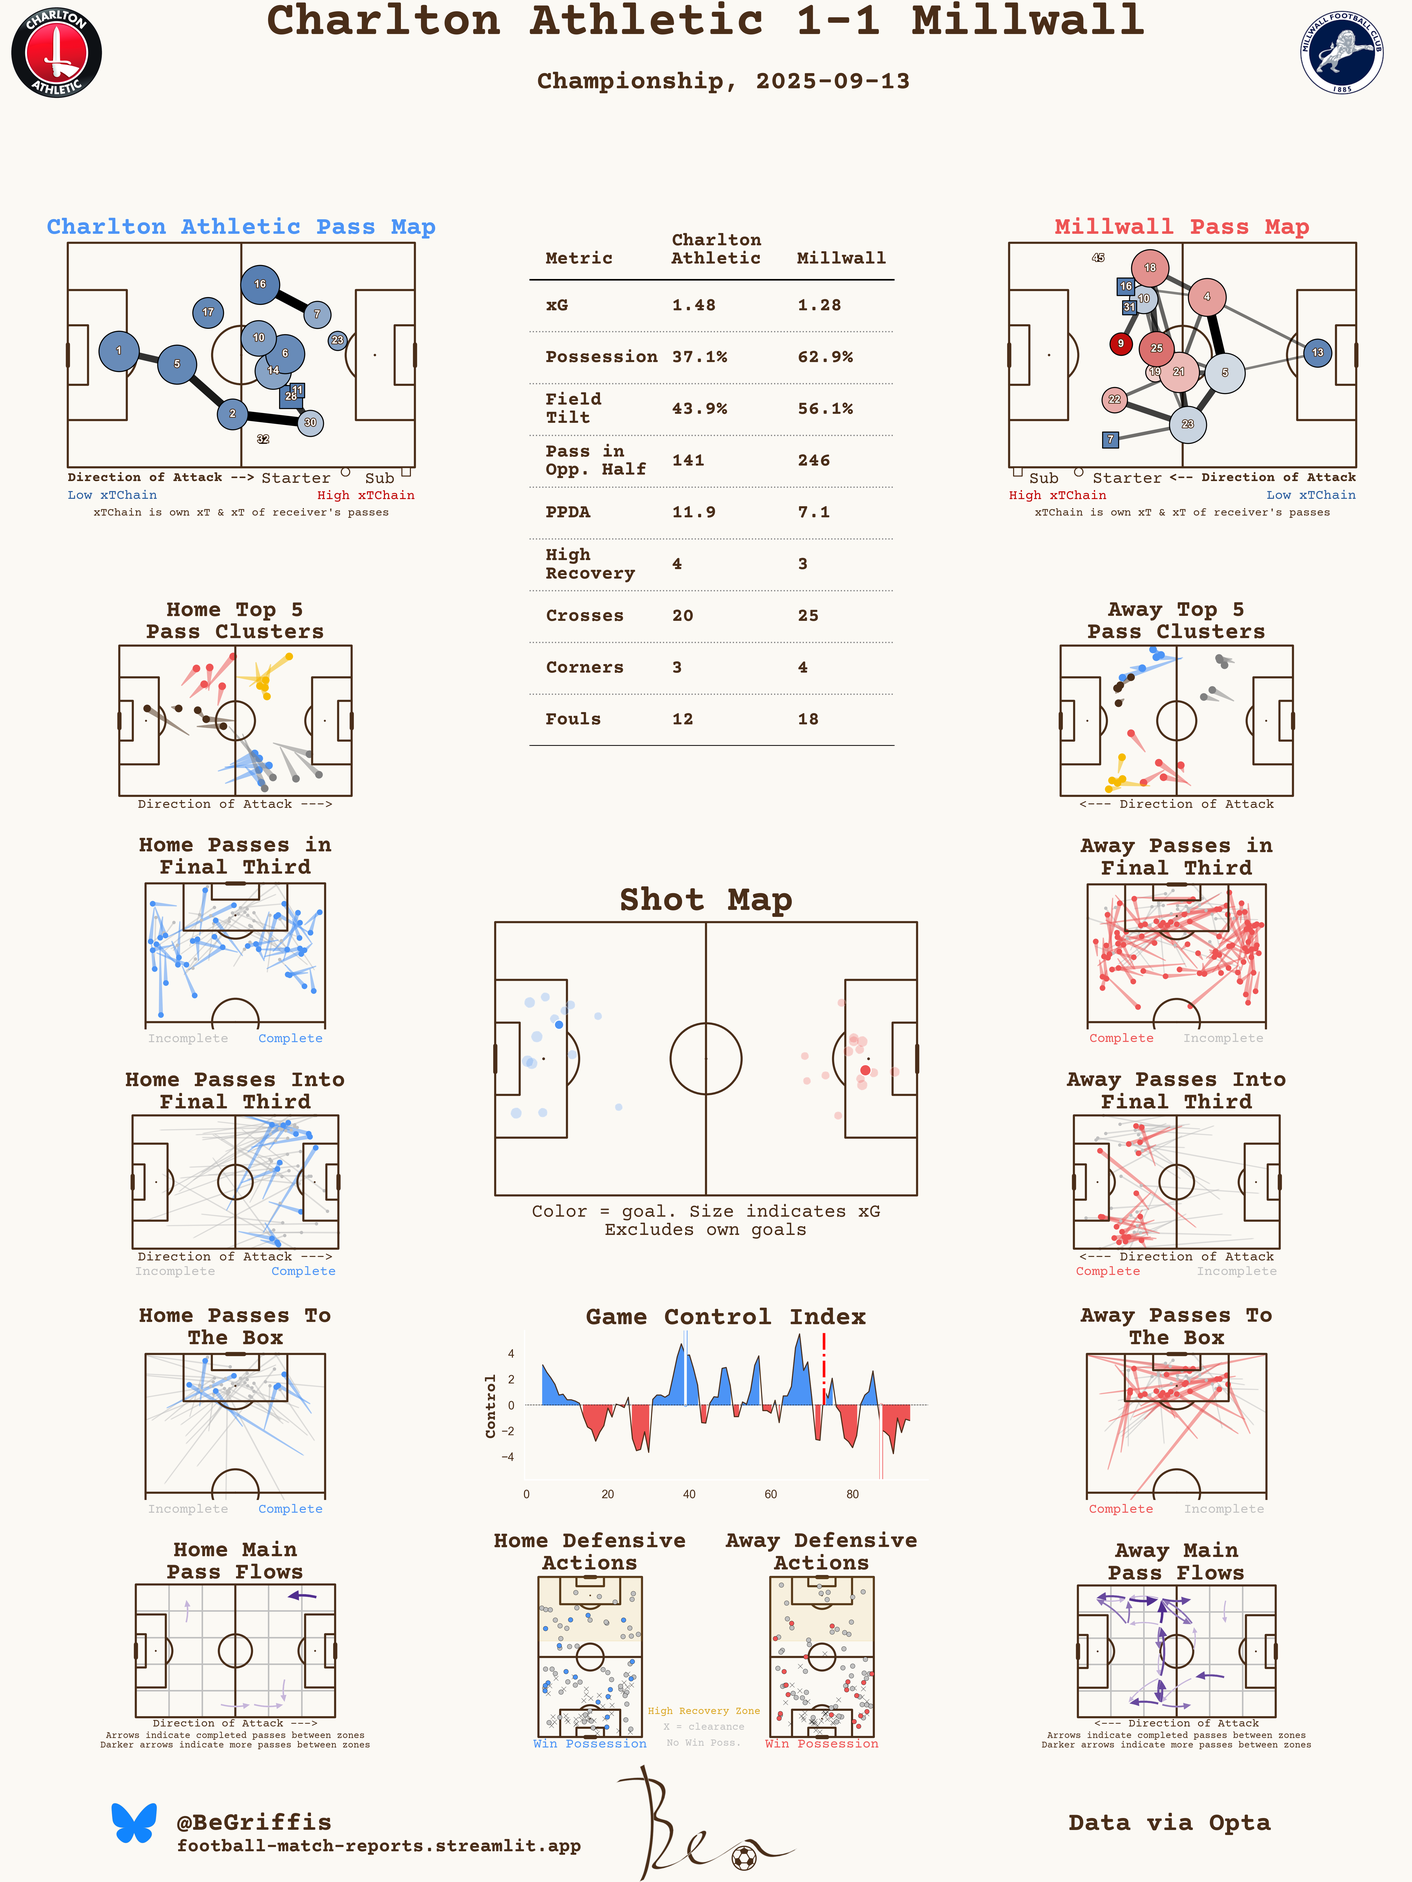 Charlton Athletic 1-1 Millwall
Championship, 2025-09-13
CHARLTON
ATHLETIC
MILLWALL FOOTBALL CLUB
1885
Charlton Athletic Pass Map
16
17
7
10
23
1
5
6
14
11
28
2
30
32
Direction of Attack --> Starter Sub
Low xTChain High xTChain
xTChain is own xT & xT of receiver's passes
Metric Charlton Athletic Millwall
xG 1.48 1.28
Possession 37.1% 62.9%
Field Tilt 43.9% 56.1%
Pass in Opp. Half 141 246
PPDA 11.9 7.1
High Recovery 4 3
Crosses 20 25
Corners 3 4
Fouls 12 18
Millwall Pass Map
45
18
16
10
31
4
9
25
13
19
21
5
22
23
7
Sub Starter <-- Direction of Attack
High xTChain Low xTChain
xTChain is own xT & xT of receiver's passes
Home Top 5
Pass Clusters
Direction of Attack --->
Away Top 5
Pass Clusters
<--- Direction of Attack
Home Passes in
Final Third
Incomplete Complete
Away Passes in
Final Third
Complete Incomplete
Shot Map
Color = goal. Size indicates xG
Excludes own goals
Home Passes Into
Final Third
Direction of Attack --->
Incomplete Complete
Away Passes Into
Final Third
<--- Direction of Attack
Complete Incomplete
Home Passes To
The Box
Incomplete Complete
Game Control Index
Control
4
2
0
−2
−4
0 20 40 60 80
Away Passes To
The Box
Complete Incomplete
Home Main
Pass Flows
Direction of Attack --->
Arrows indicate completed passes between zones
Darker arrows indicate more passes between zones
Home Defensive
Actions
Win Possession
High Recovery Zone
X = clearance
No Win Poss.
Away Defensive
Actions
Win Possession
Away Main
Pass Flows
<--- Direction of Attack
Arrows indicate completed passes between zones
Darker arrows indicate more passes between zones
@BeGriffis
football-match-reports.streamlit.app
Ben
Data via Opta